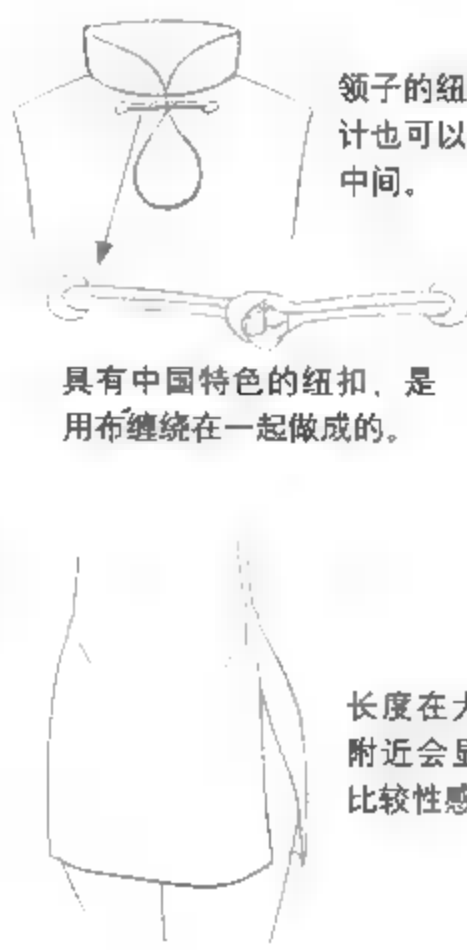 领子的纽
计也可以
中间。
具有中国特色的纽扣，是
用布缠绕在一起做成的。
长度在大
附近会显
比较性感